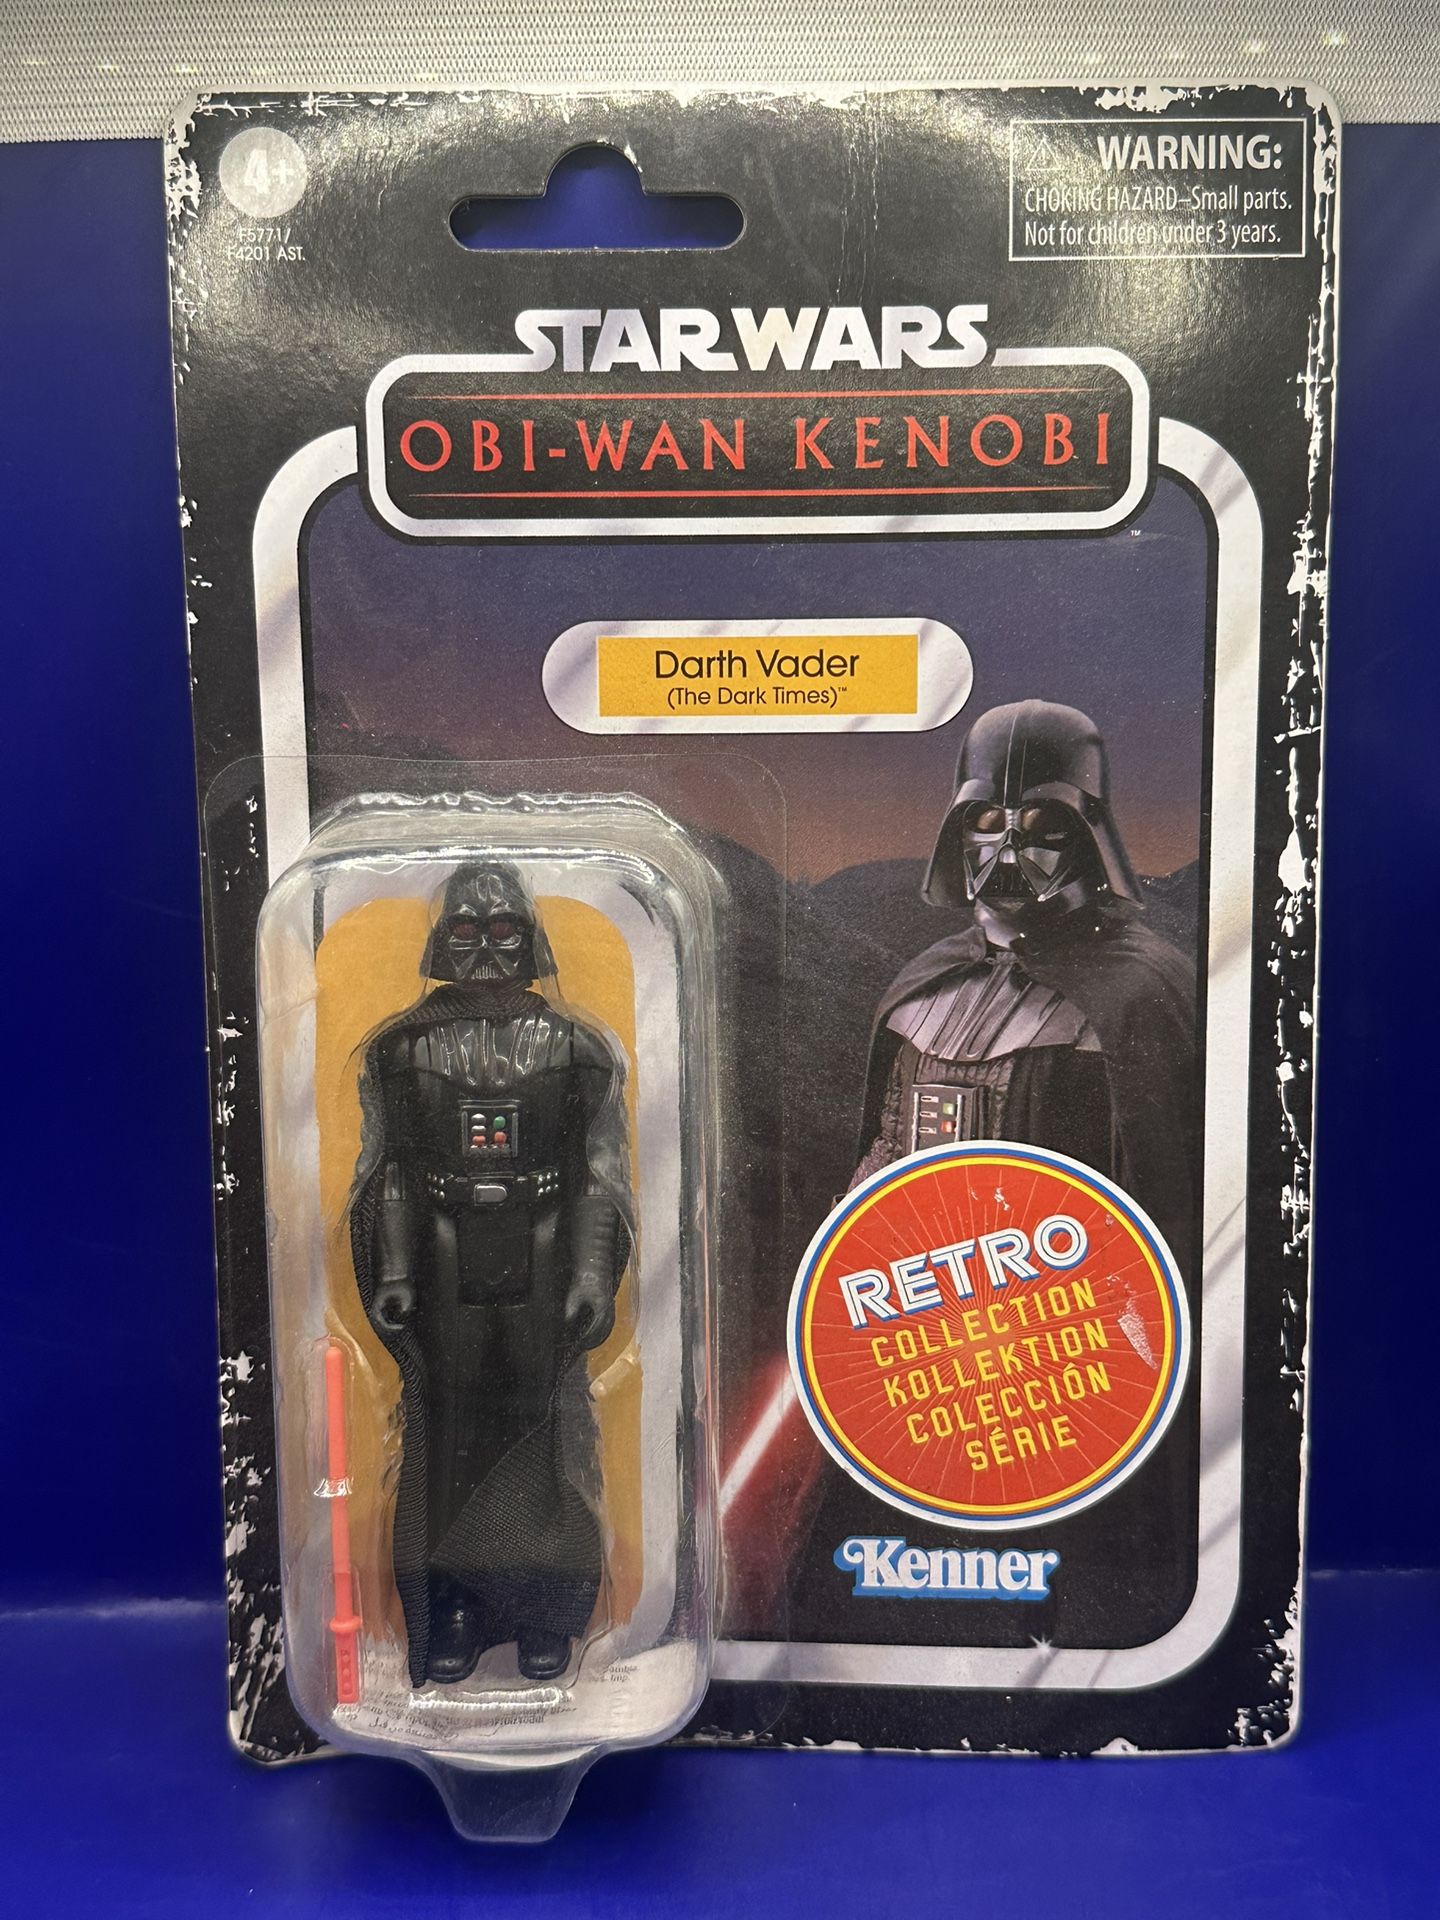 4+
F5771/
F4201 AST.
WARNING:
CHOKING HAZARD–Small parts.
Not for children under 3 years.
STAR WARS
OBI-WAN KENOBI
™
Darth Vader
(The Dark Times)™
RETRO
COLLECTION
KOLLEKTION
COLECCIÓN
SÉRIE
Kenner